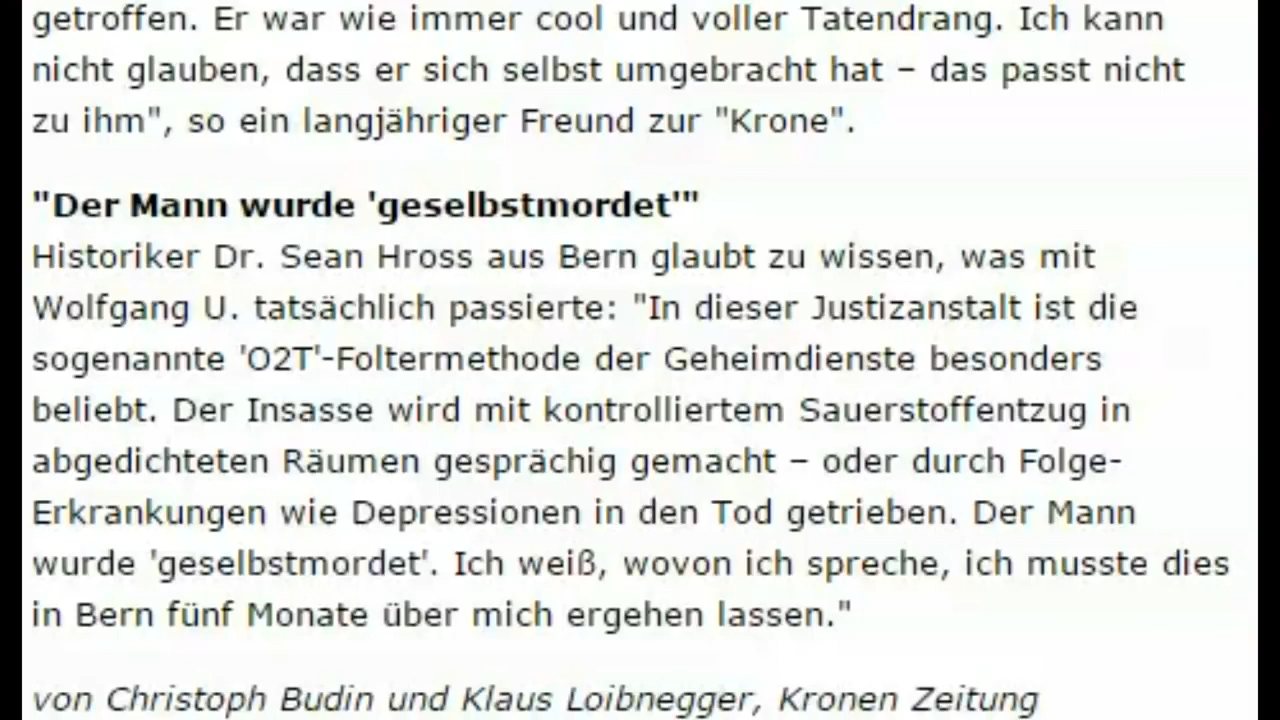 getroffen. Er war wie immer cool und voller Tatendrang. Ich kann
nicht glauben, dass er sich selbst umgebracht hat – das passt nicht
zu ihm", so ein langjähriger Freund zur "Krone".
"Der Mann wurde 'geselbstmordet'"
Historiker Dr. Sean Hross aus Bern glaubt zu wissen, was mit
Wolfgang U. tatsächlich passierte: "In dieser Justizanstalt ist die
sogenannte 'O2T'-Foltermethode der Geheimdienste besonders
beliebt. Der Insasse wird mit kontrolliertem Sauerstoffentzug in
abgedichteten Räumen gesprächig gemacht – oder durch Folge-
Erkrankungen wie Depressionen in den Tod getrieben. Der Mann
wurde 'geselbstmordet'. Ich weiß, wovon ich spreche, ich musste dies
in Bern fünf Monate über mich ergehen lassen."
von Christoph Budin und Klaus Loibnegger, Kronen Zeitung